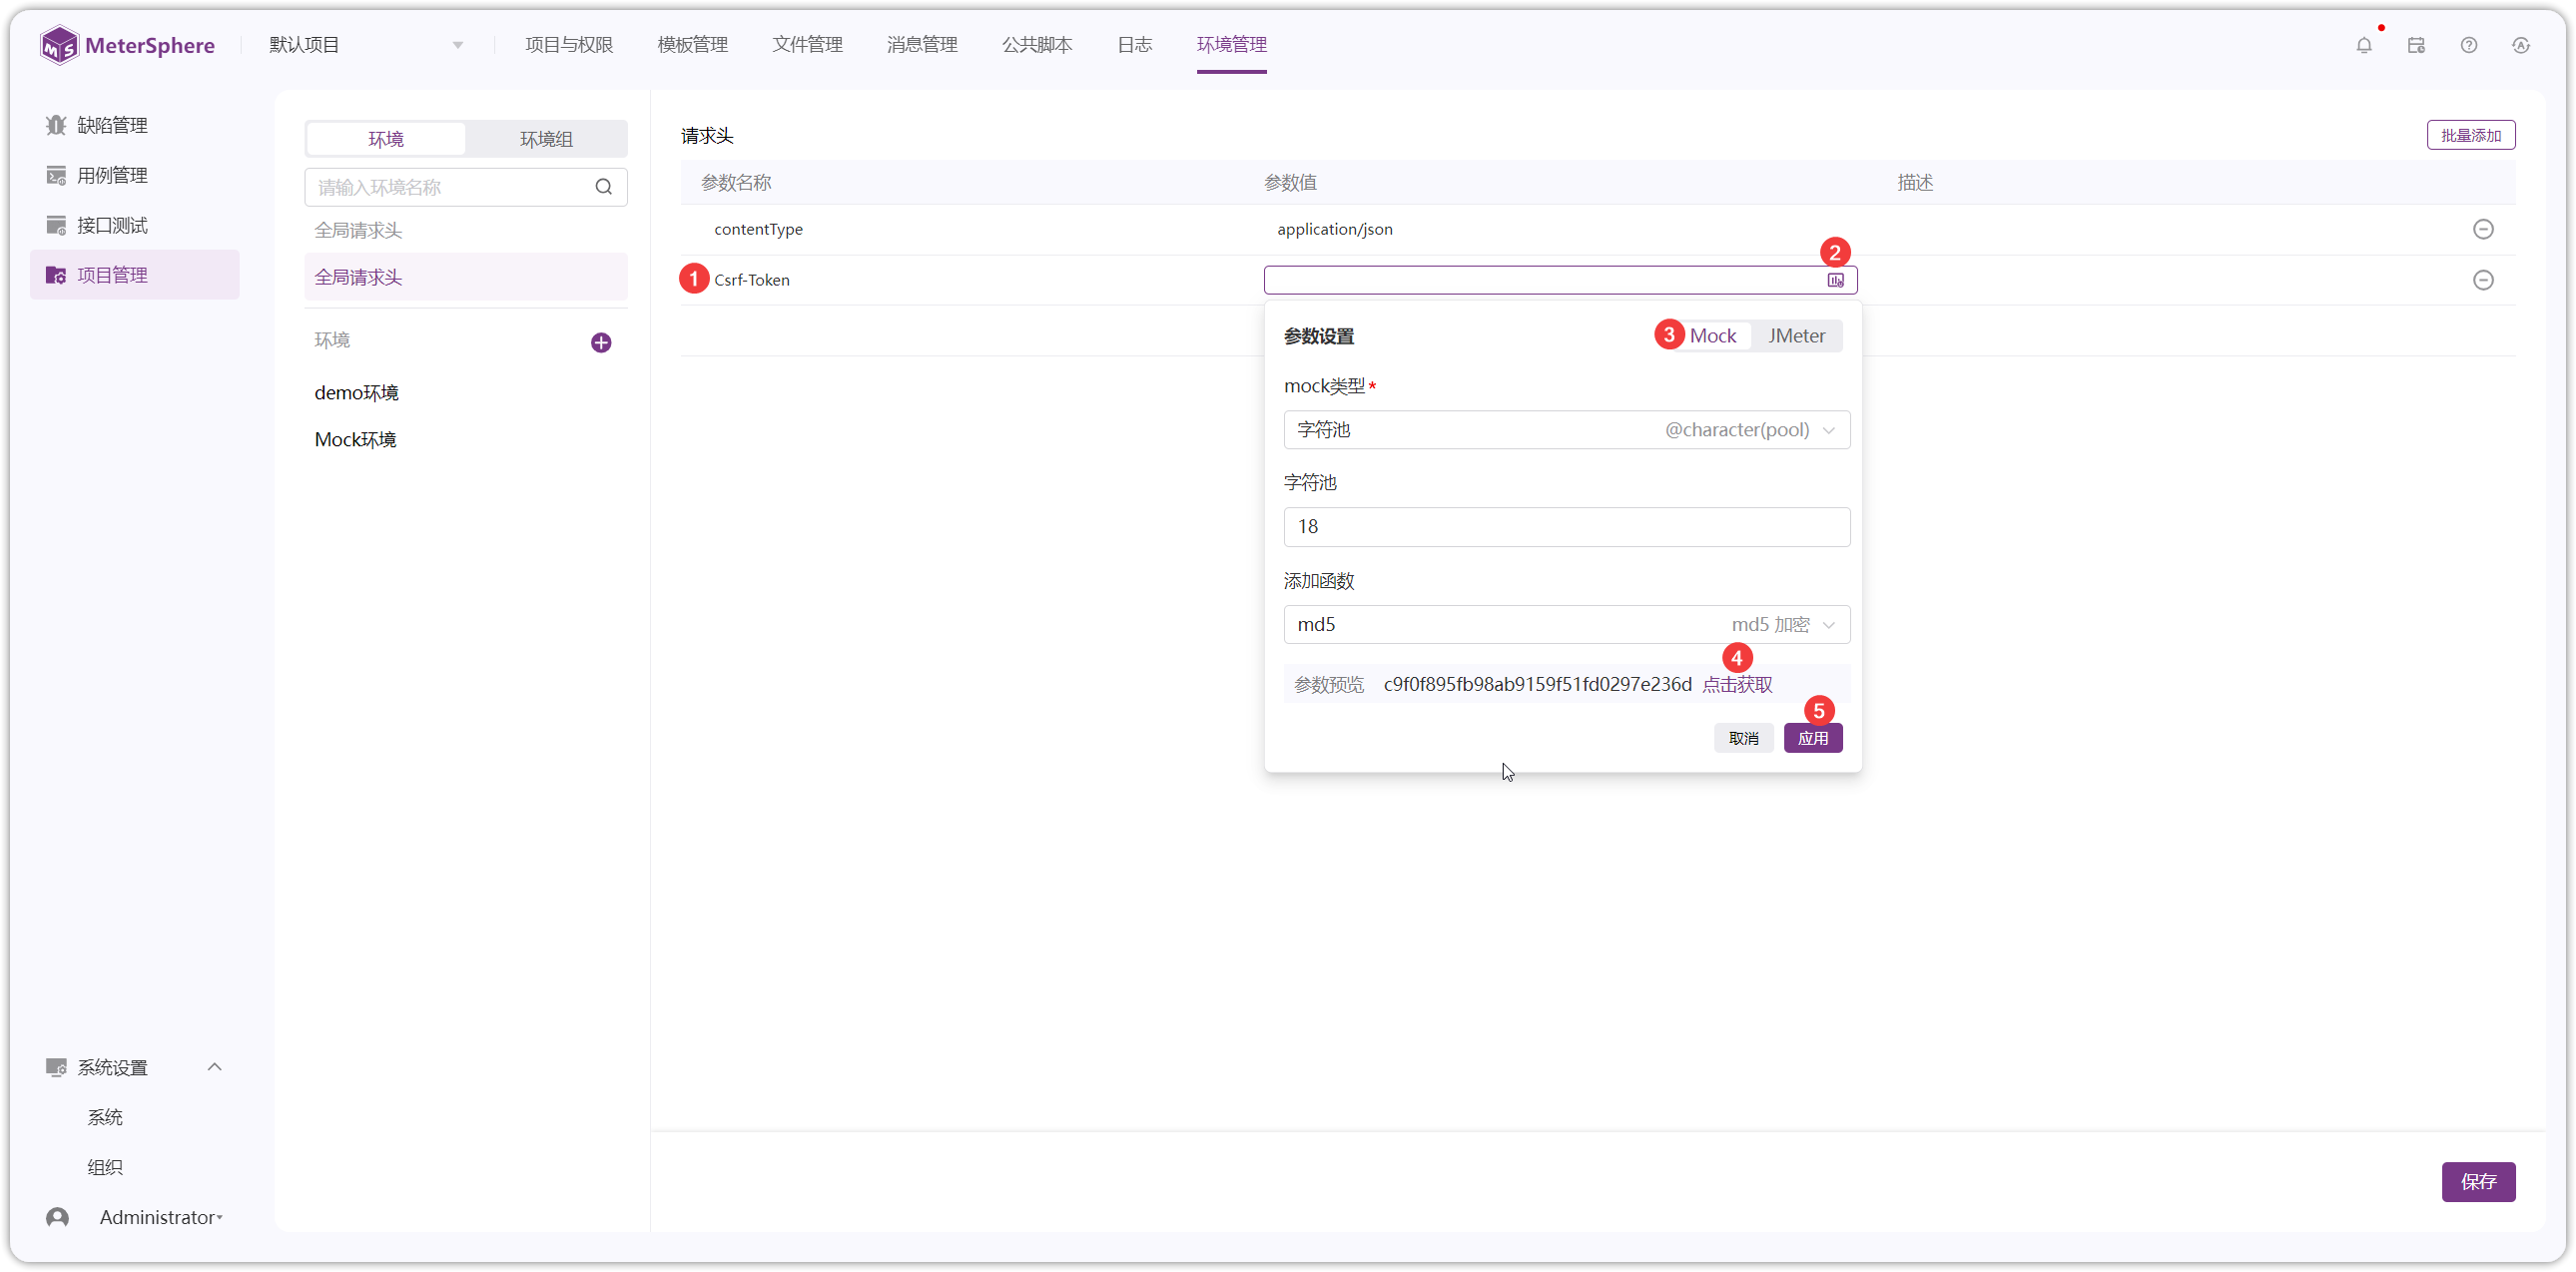 MeterSphere
默认项目
项目与权限
模板管理
文件管理
消息管理
公共脚本
日志
环境管理
缺陷管理
用例管理
接口测试
项目管理
系统设置
系统
组织
Administrator
环境
环境组
请输入环境名称
全局请求头
全局请求头
环境
demo环境
Mock环境
请求头
批量添加
参数名称 参数值 描述
contentType application/json
2
1 Csrf-Token
参数设置 3 Mock JMeter
mock类型*
字符池 @character(pool)
字符池
18
添加函数
md5 md5 加密
4
参数预览 c9f0f895fb98ab9159f51fd0297e236d 点击获取
5
取消 应用
保存